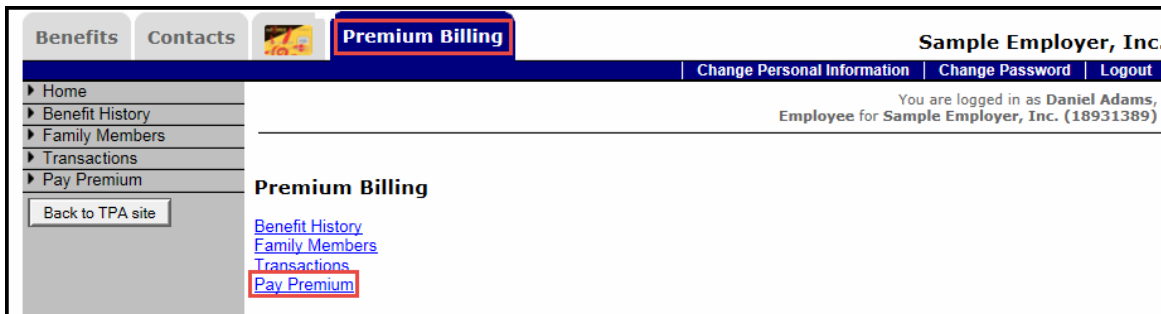 Benefits Contacts Premium Billing
Sample Employer, Inc.
Change Personal Information | Change Password | Logout
Home
Benefit History
Family Members
Transactions
Pay Premium
Back to TPA site
You are logged in as Daniel Adams,
Employee for Sample Employer, Inc. (18931389)
Premium Billing
Benefit History
Family Members
Transactions
Pay Premium